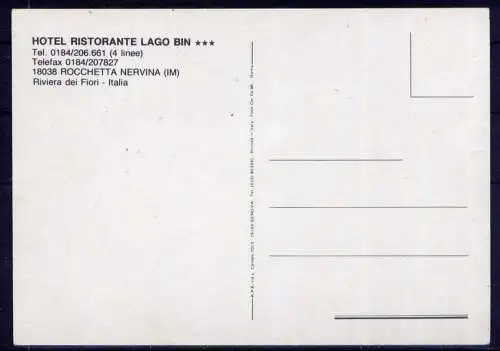 HOTEL RISTORANTE LAGO BIN ★★★
Tel. 0184/206.661 (4 linee)
Telefax 0184/207827
18038 ROCCHETTA NERVINA (IM)
Riviera dei Fiori - Italia